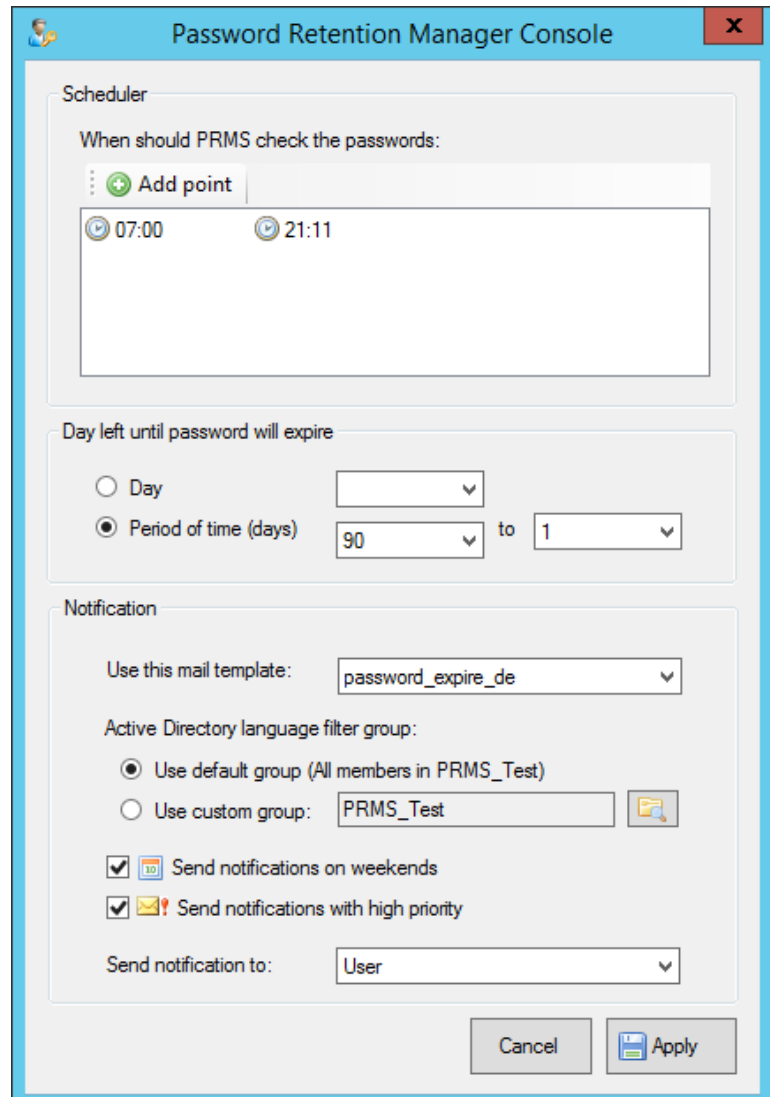 Password Retention Manager Console
x
Scheduler
When should PRMS check the passwords:
Add point
07:00 21:11
Day left until password will expire
Day
Period of time (days) 90 to 1
Notification
Use this mail template: password_expire_de
Active Directory language filter group:
Use default group (All members in PRMS_Test)
Use custom group: PRMS_Test
10 Send notifications on weekends
Send notifications with high priority
Send notification to: User
Cancel Apply